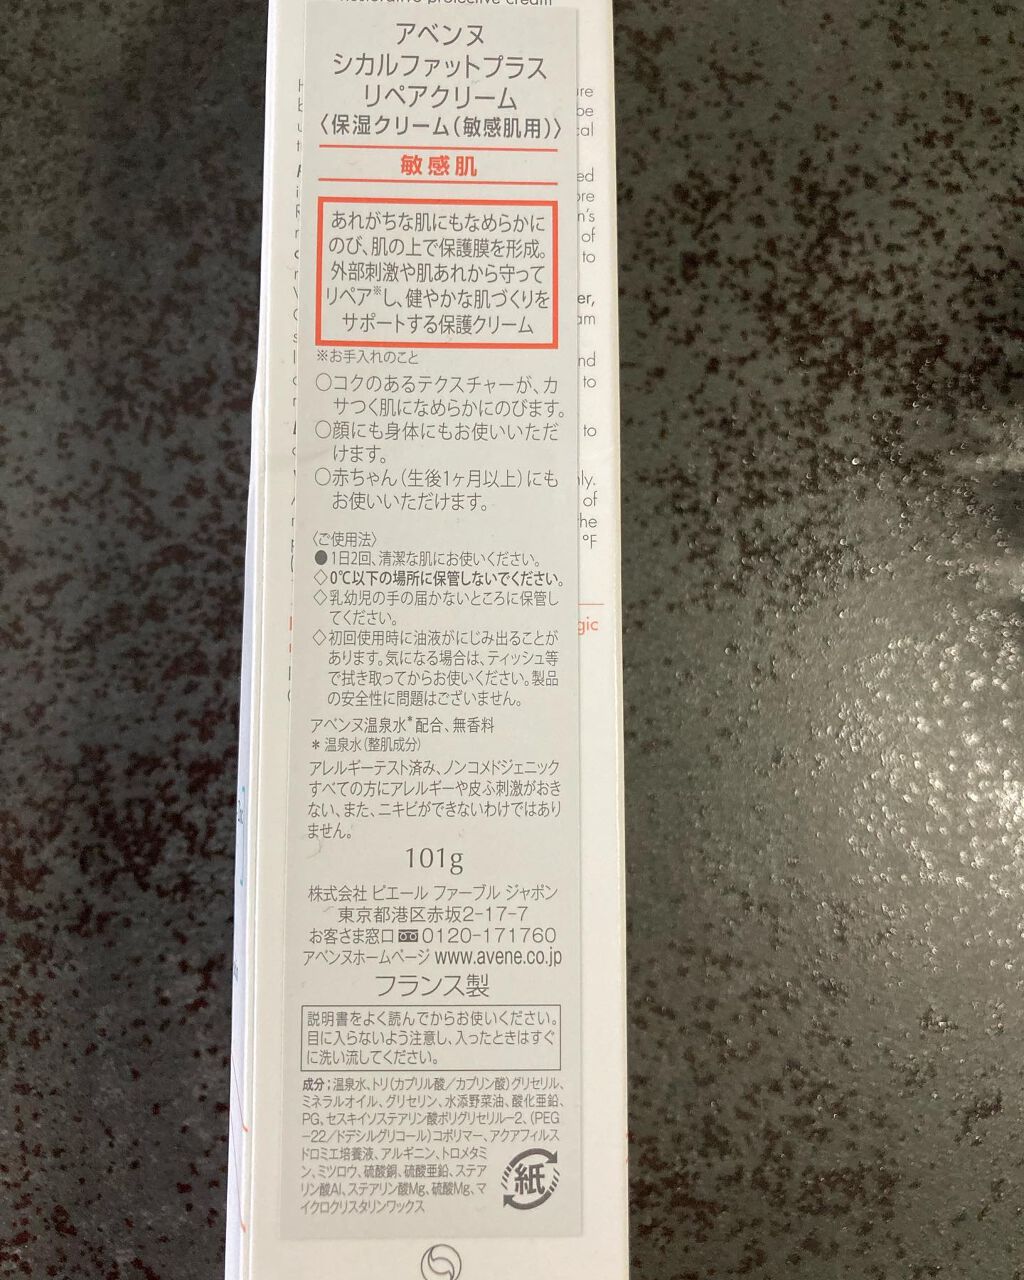 アベンヌ
シカルファットプラス
リペアクリーム
〈保湿クリーム(敏感肌用)〉
敏感肌
あれがちな肌にもなめらかに
のび、肌の上で保護膜を形成。
外部刺激や肌あれから守って
リペア※し、健やかな肌づくりを
サポートする保護クリーム
※お手入れのこと
○コクのあるテクスチャーが、カ
サつく肌になめらかにのびます。
○顔にも身体にもお使いいただ
けます。
○赤ちゃん(生後1ヶ月以上)にも
お使いいただけます。
〈ご使用法〉
●1日2回、清潔な肌にお使いください。
◇0℃以下の場所に保管しないでください。
◇乳幼児の手の届かないところに保管し
てください。
◇初回使用時に油液がにじみ出ることが
あります。気になる場合は、ティッシュ等
で拭き取ってからお使いください。製品
の安全性に問題はございません。
アベンヌ温泉水*配合、無香料
* 温泉水(整肌成分)
アレルギーテスト済み、ノンコメドジェニック
すべての方にアレルギーや皮ふ刺激がおき
ない、また、ニキビができないわけではあり
ません。
101g
株式会社 ピエール ファーブル ジャポン
東京都港区赤坂2-17-7
お客さま窓口 0120-171760
アベンヌホームページ www.avene.co.jp
フランス製
説明書をよく読んでからお使いください。
目に入らないよう注意し、入ったときはすぐ
に洗い流してください。
成分;温泉水、トリ(カプリル酸/カプリン酸)グリセリル、
ミネラルオイル、グリセリン、水添野菜油、酸化亜鉛、
PG、セスキイソステアリン酸ポリグリセリル-2、(PEG
-22/ドデシルグリコール)コポリマー、アクアフィルス
ドロミエ培養液、アルギニン、トロメタミ
ン、ミツロウ、硫酸銅、硫酸亜鉛、ステア
リン酸Al、ステアリン酸Mg、硫酸Mg、マ
イクロクリスタリンワックス
紙